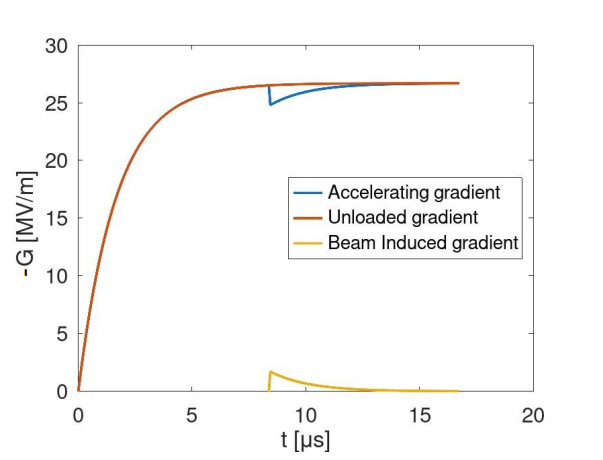 30
25
20
15
10
5
0
-G [MV/m]
Accelerating gradient
Unloaded gradient
Beam Induced gradient
0 5 10 15 20
t [μs]